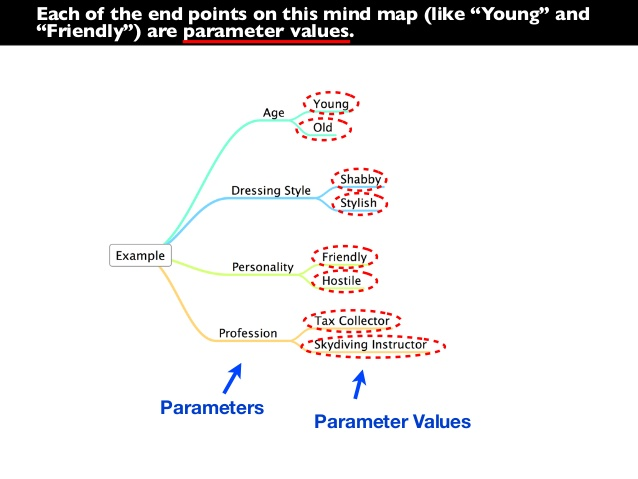 Each of the end points on this mind map (like “Young” and
“Friendly”) are parameter values.
Age
Young
Old
Dressing Style
Shabby
Stylish
Example
Personality
Friendly
Hostile
Profession
Tax Collector
Skydiving Instructor
Parameters
Parameter Values